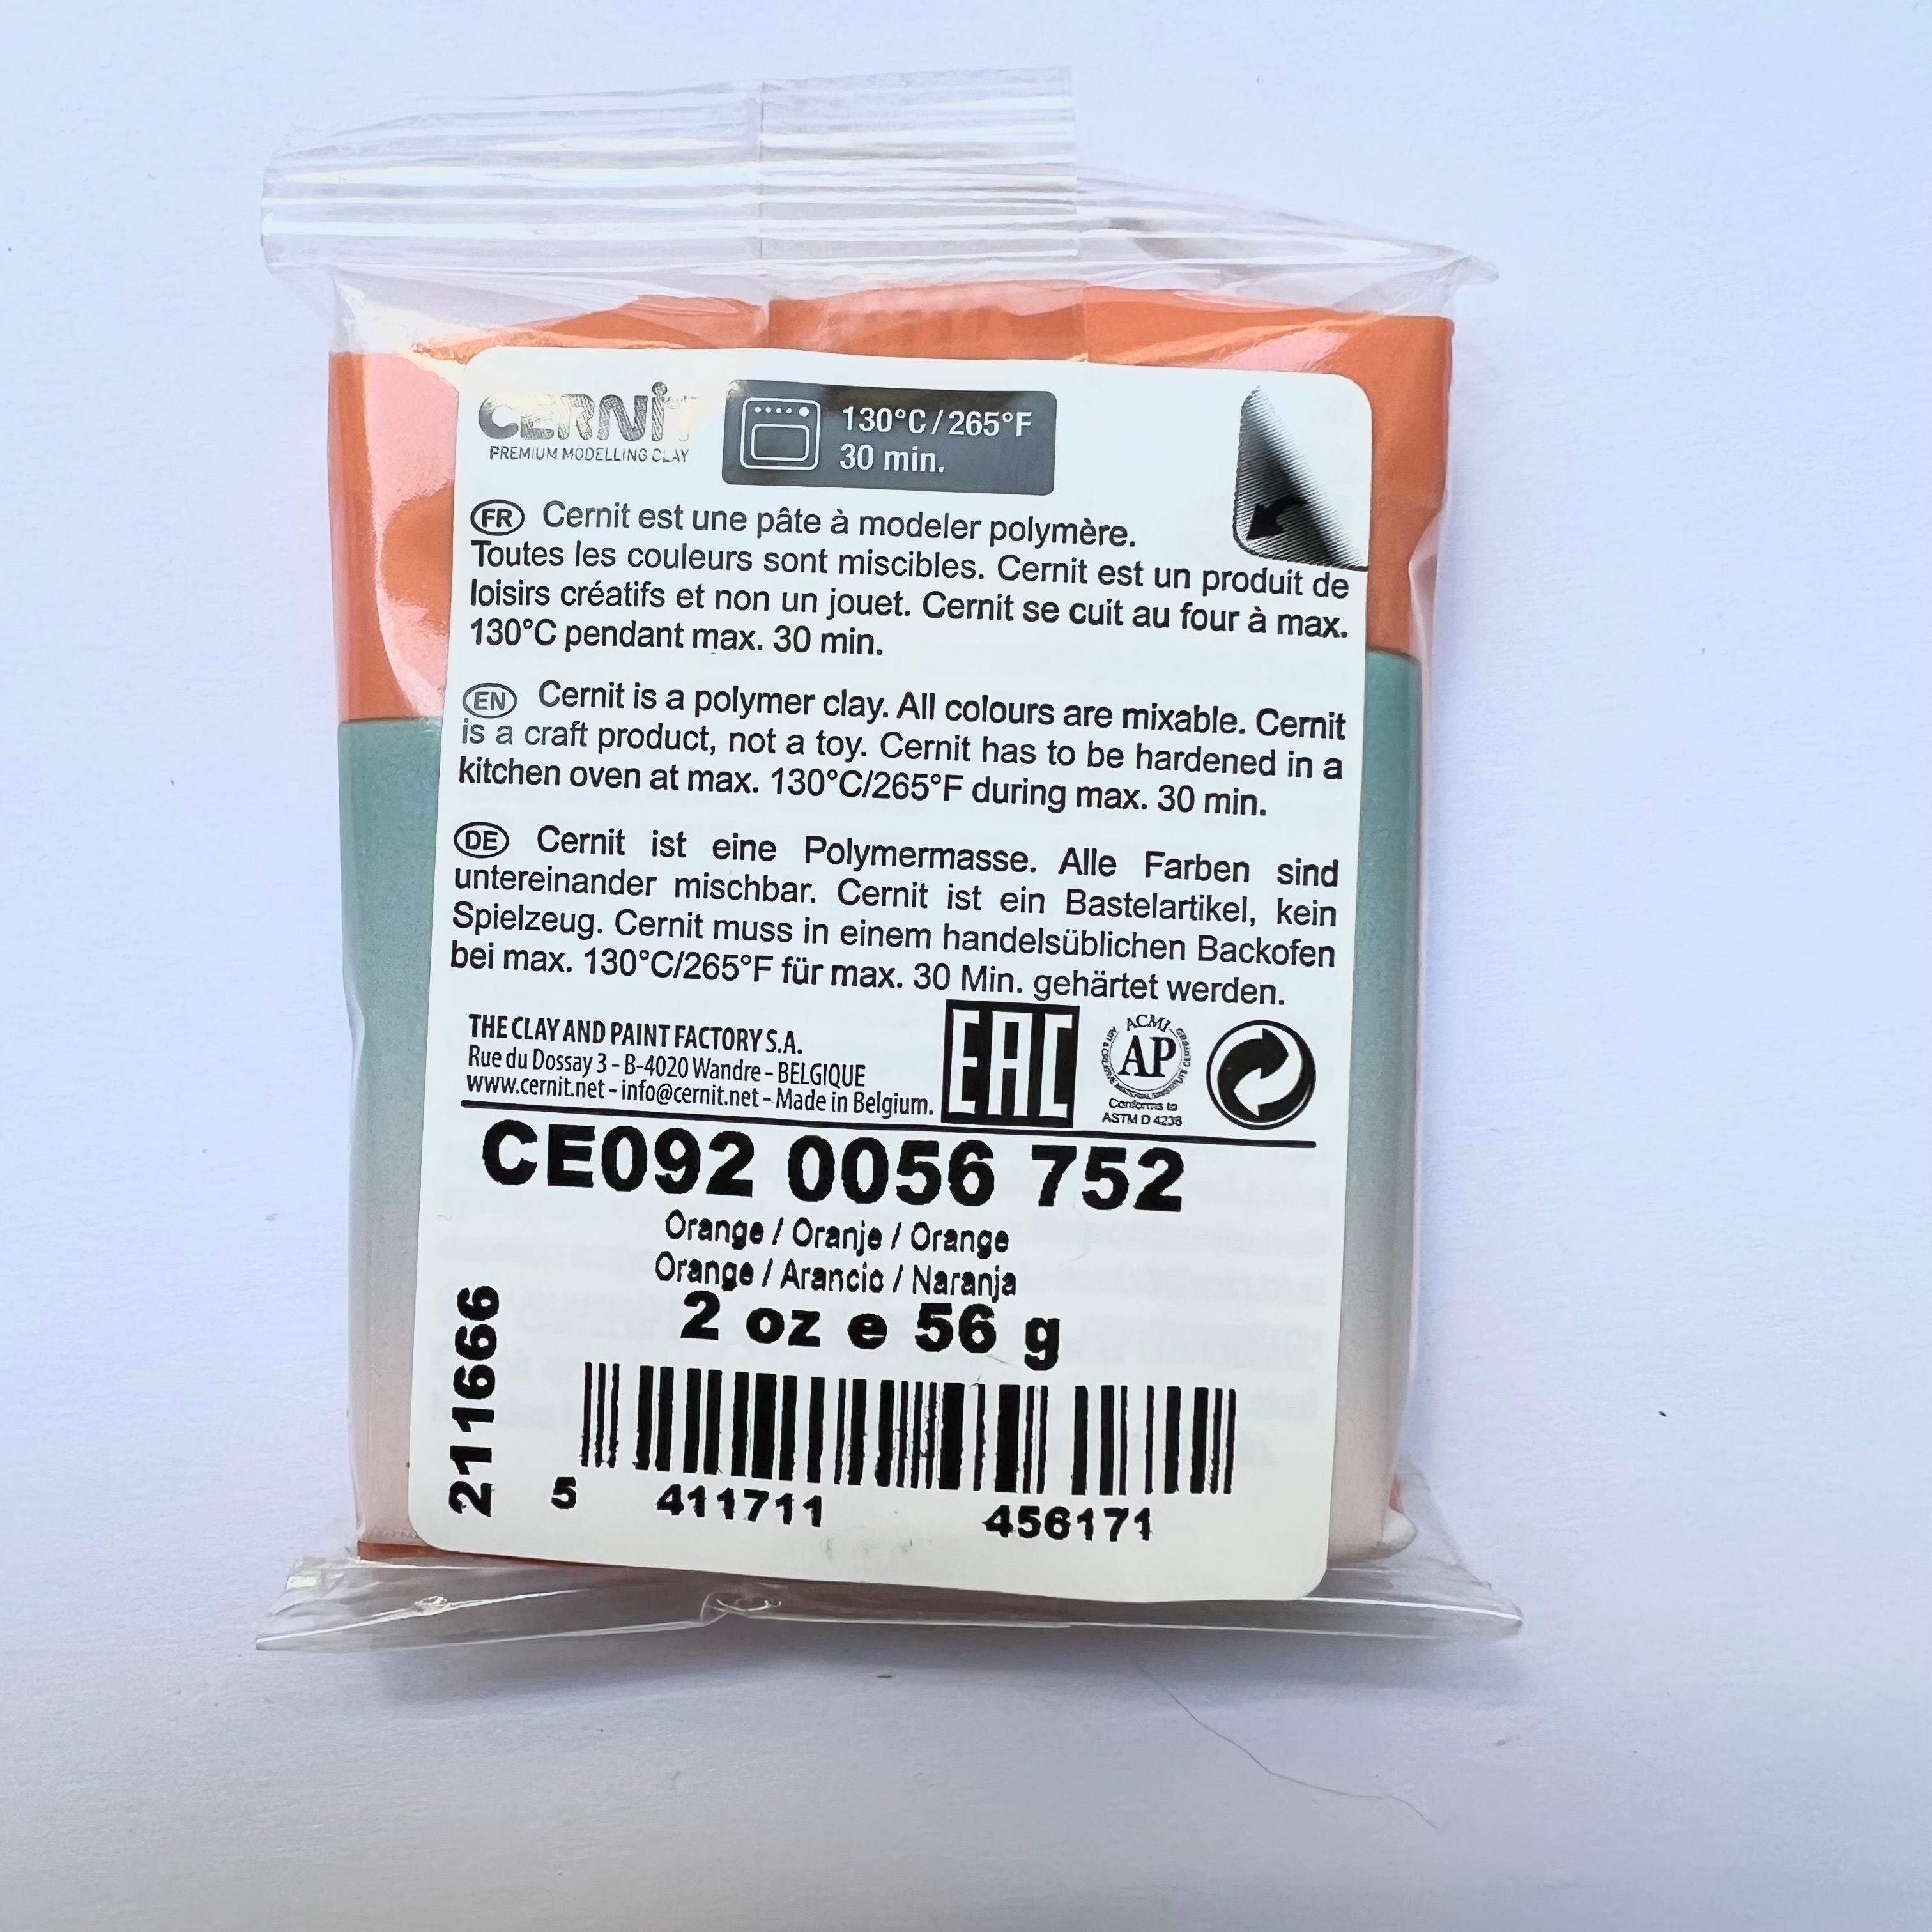 CERNiT
PREMIUM MODELLING CLAY
130°C / 265°F
30 min.
FR Cernit est une pâte à modeler polymère.
Toutes les couleurs sont miscibles. Cernit est un produit de
loisirs créatifs et non un jouet. Cernit se cuit au four à max.
130°C pendant max. 30 min.
EN Cernit is a polymer clay. All colours are mixable. Cernit
is a craft product, not a toy. Cernit has to be hardened in a
kitchen oven at max. 130°C/265°F during max. 30 min.
DE Cernit ist eine Polymermasse. Alle Farben sind
untereinander mischbar. Cernit ist ein Bastelartikel, kein
Spielzeug. Cernit muss in einem handelsüblichen Backofen
bei max. 130°C/265°F für max. 30 Min. gehärtet werden.
THE CLAY AND PAINT FACTORY S.A.
Rue du Dossay 3 - B-4020 Wandre - BELGIQUE
www.cernit.net - info@cernit.net - Made in Belgium.
EAC
ACMI
AP
ART & CREATIVE MATERIALS INSTITUTE CERTIFIED
Conforms to
ASTM D 4236
CE092 0056 752
Orange / Oranje / Orange
Orange / Arancio / Naranja
2 oz e 56 g
211666
5 411711 456171